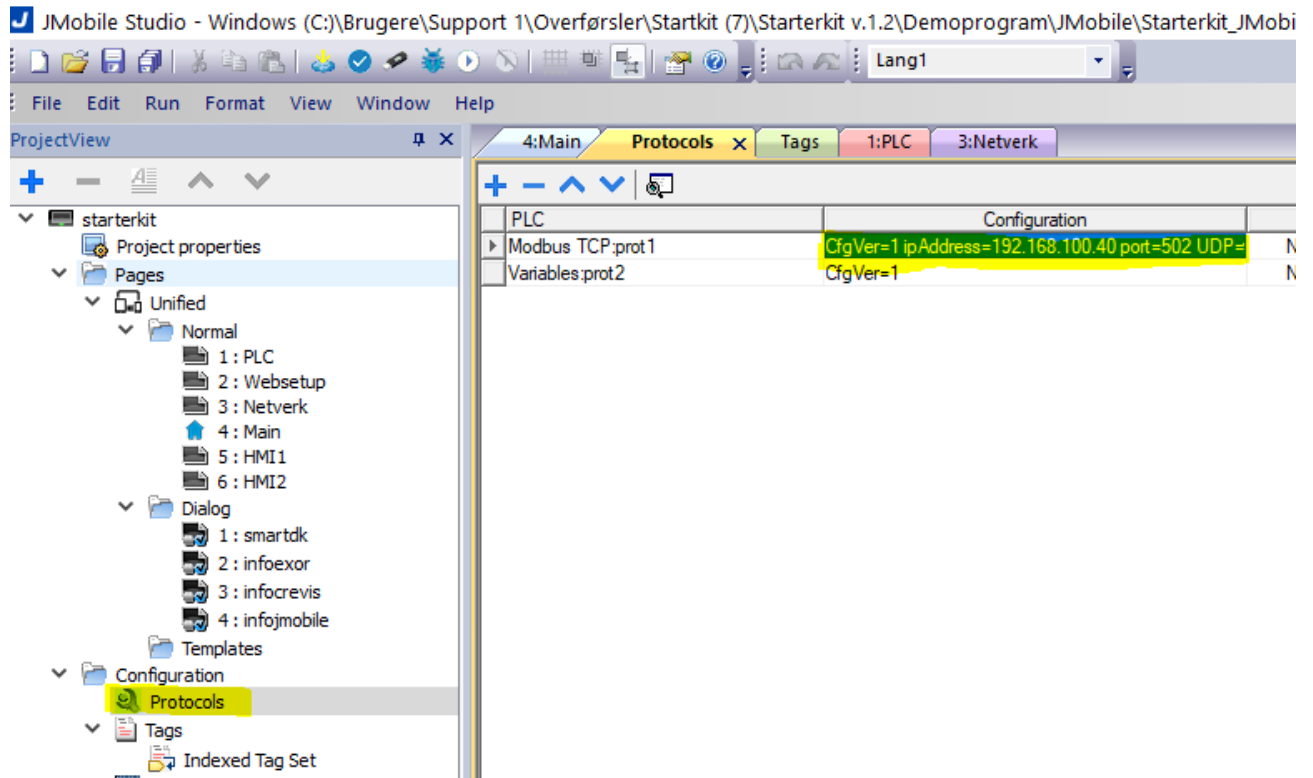 JMobile Studio - Windows (C:)\Brugere\Support 1\Overførsler\Startkit (7)\Starterkit v.1.2\Demoprogram\JMobile\Starterkit_JMobi
Lang1
File Edit Run Format View Window Help
ProjectView
4:Main Protocols Tags 1:PLC 3:Netverk
PLC Configuration
Modbus TCP:prot1 CfgVer=1 ipAddress=192.168.100.40 port=502 UDP= N
Variables:prot2 CfgVer=1 N
starterkit
Project properties
Pages
Unified
Normal
1 : PLC
2 : Websetup
3 : Netverk
4 : Main
5 : HMI1
6 : HMI2
Dialog
1 : smartdk
2 : infoexor
3 : infocrevis
4 : infojmobile
Templates
Configuration
Protocols
Tags
Indexed Tag Set